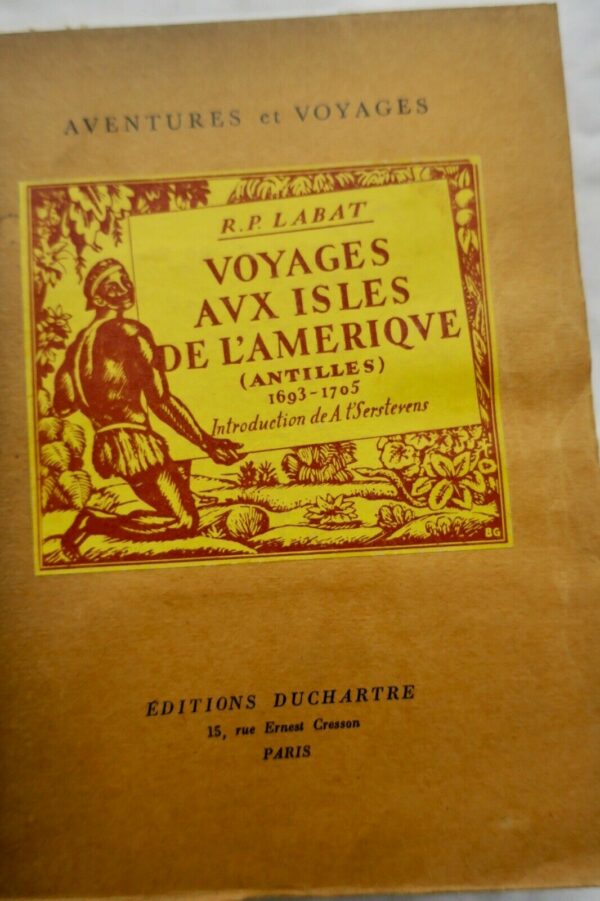 AVENTURES et VOYAGES
R.P. LABAT
VOYAGES
AVX ISLES
DE L'AMERIQVE
(ANTILLES)
1693-1705
Introduction de A t'Serstevens
BG
ÉDITIONS DUCHARTRE
15, rue Ernest Cresson
PARIS